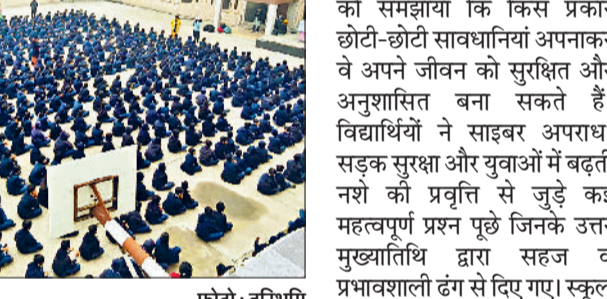 को समझाया कि किस प्रकार
छोटी-छोटी सावधानियां अपनाकर
वे अपने जीवन को सुरक्षित और
अनुशासित बना सकते हैं
विद्यार्थियों ने साइबर अपराध
सड़क सुरक्षा और युवाओं में बढ़ती
नशे की प्रवृत्ति से जुड़े कई
महत्वपूर्ण प्रश्न पूछे जिनके उत्तर
मुख्यातिथि द्वारा सहज व
प्रभावशाली ढंग से दिए गए। स्कूल
फोटो : हरिभूमि